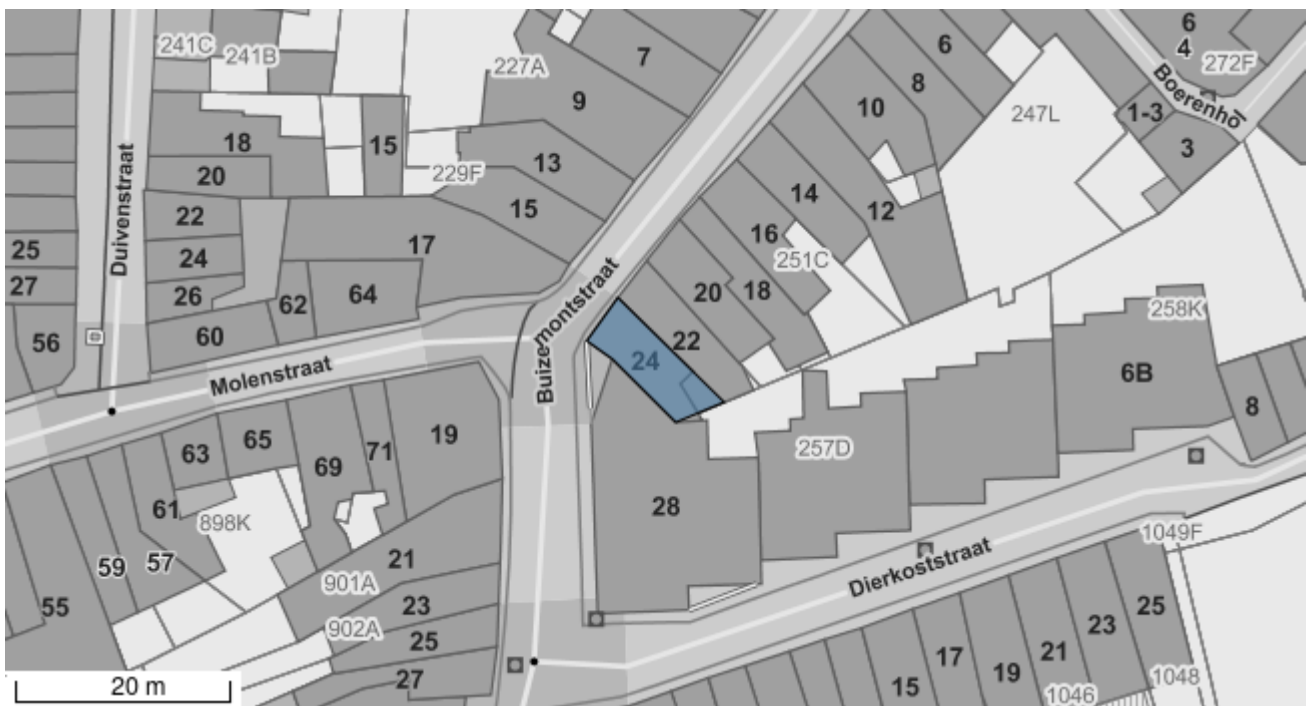 6
4
272F
241C
241B
227A
7
6
8
9
10
247L
Boerenho
1-3
3
18
15
13
20
229F
14
12
22
15
Duivenstraat
17
16
25
24
251C
27
26
62
64
20
18
Buizemontstraat
258K
56
60
22
24
6B
Molenstraat
19
8
63
65
69
71
257D
61
898K
28
1049F
59
57
21
Dierkoststraat
55
901A
23
25
23
902A
25
21
17
19
27
15
20 m
1046
1048